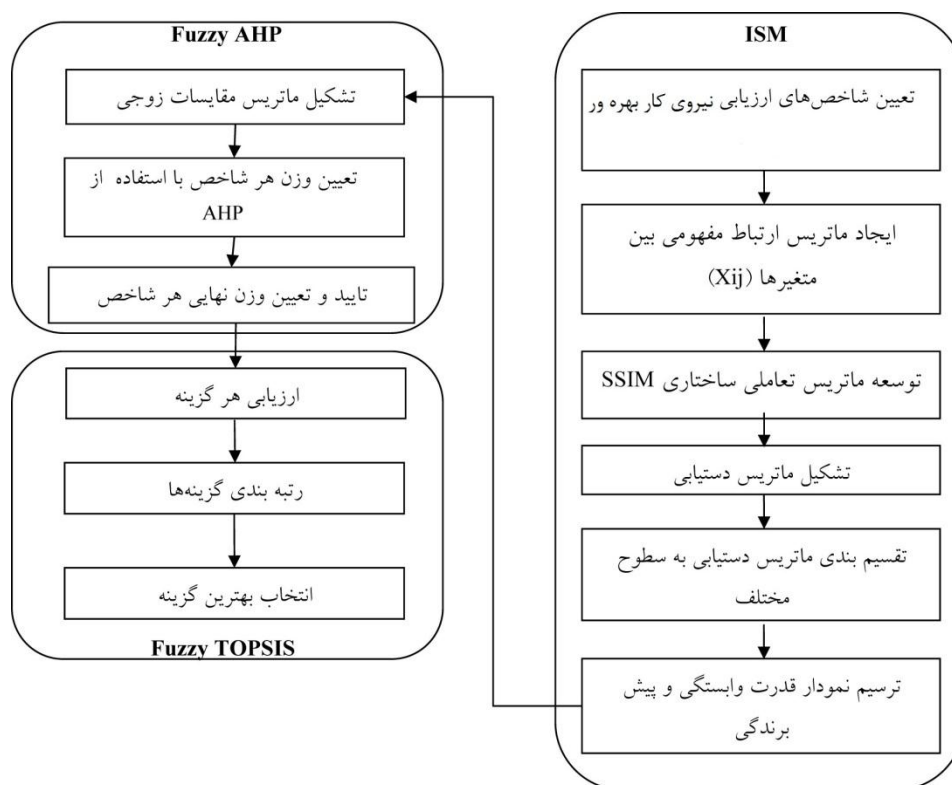 ISM
تعیین شاخص‌های ارزیابی نیروی کار بهره ور
ایجاد ماتریس ارتباط مفهومی بین
متغیرها (Xij)
توسعه ماتریس تعاملی ساختاری SSIM
تشکیل ماتریس دستیابی
تقسیم بندی ماتریس دستیابی به سطوح
مختلف
ترسیم نمودار قدرت وابستگی و پیش
برندگی
Fuzzy AHP
تشکیل ماتریس مقایسات زوجی
تعیین وزن هر شاخص با استفاده از
AHP
تایید و تعیین وزن نهایی هر شاخص
ارزیابی هر گزینه
رتبه بندی گزینه‌ها
انتخاب بهترین گزینه
Fuzzy TOPSIS